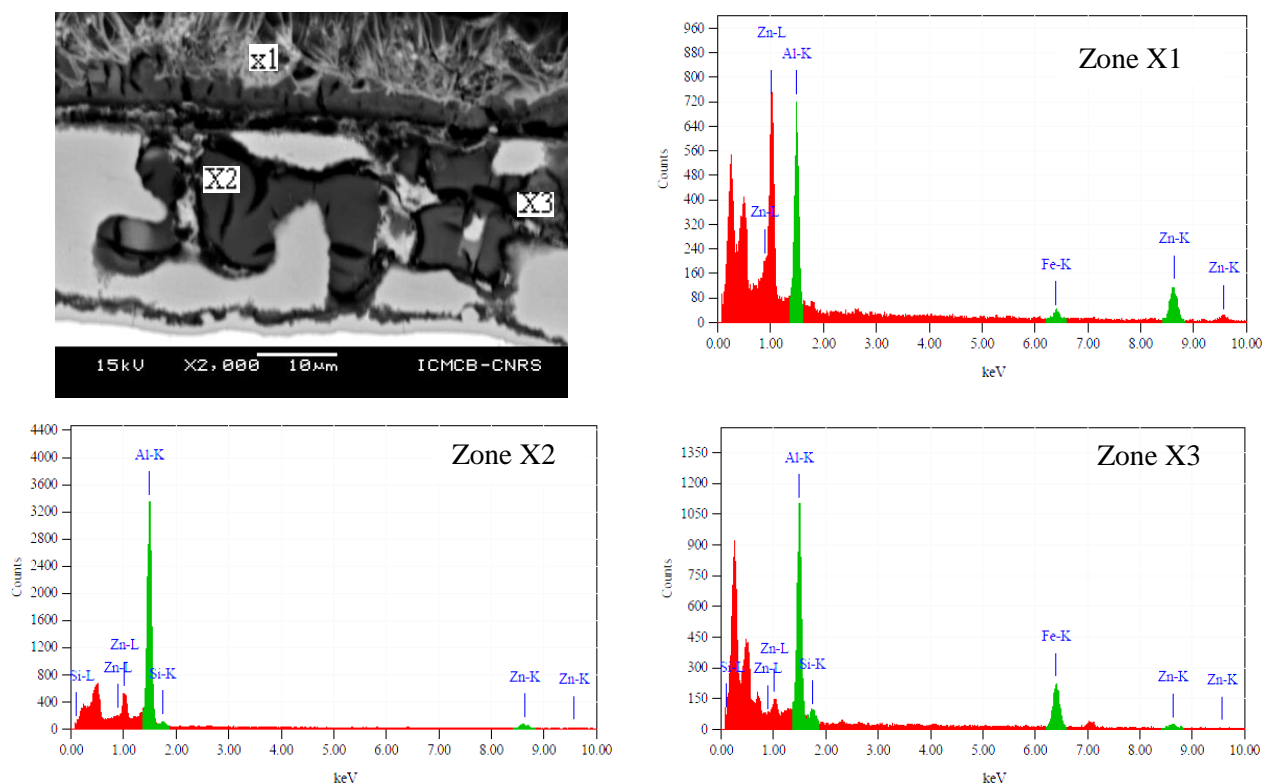 x1
X2
X3
15kV X2,000 10µm ICMCB-CNRS
Zone X1
Counts
960
880
800
720
640
560
480
400
320
240
160
80
0
Zn-L
Al-K
Zn-L
Fe-K
Zn-K
Zn-K
0.00 1.00 2.00 3.00 4.00 5.00 6.00 7.00 8.00 9.00 10.00
keV
Zone X2
Counts
4400
4000
3600
3200
2800
2400
2000
1600
1200
800
400
0
Al-K
Zn-L
Si-L Zn-L Si-K
Zn-K Zn-K
0.00 1.00 2.00 3.00 4.00 5.00 6.00 7.00 8.00 9.00 10.00
keV
Zone X3
Counts
1350
1200
1050
900
750
600
450
300
150
0
Al-K
Fe-K
Zn-L
Si-L Zn-L Si-K
Zn-K Zn-K
0.00 1.00 2.00 3.00 4.00 5.00 6.00 7.00 8.00 9.00 10.00
keV